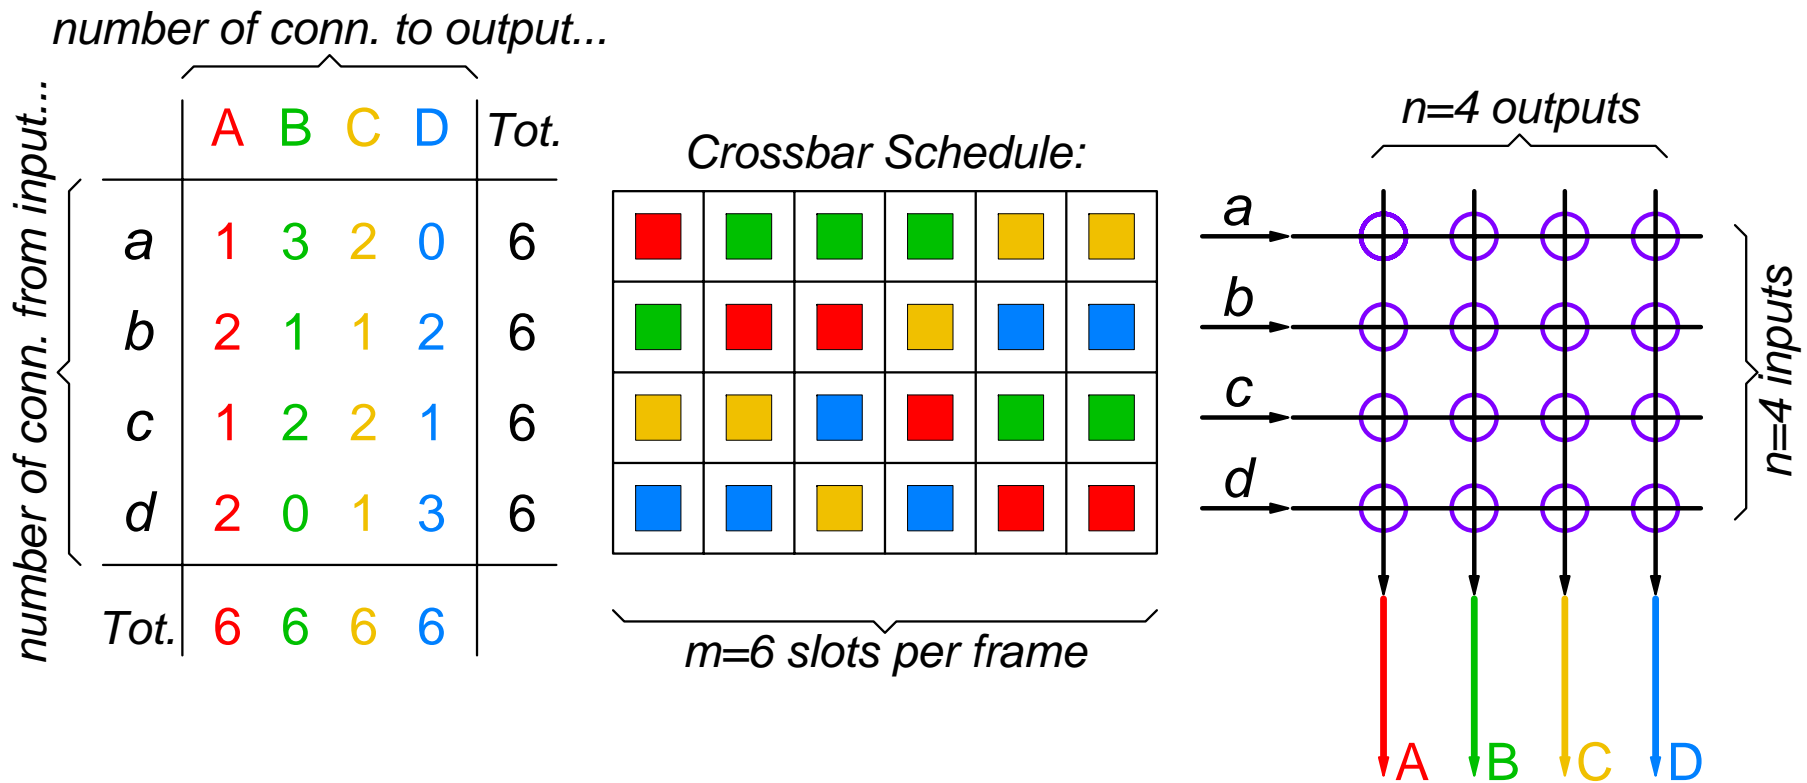 number of conn. to output...
number of conn. from input...
A B C D Tot.
a 1 3 2 0 6
b 2 1 1 2 6
c 1 2 2 1 6
d 2 0 1 3 6
Tot. 6 6 6 6
Crossbar Schedule:
m=6 slots per frame
n=4 outputs
a
b
c
d
n=4 inputs
A B C D